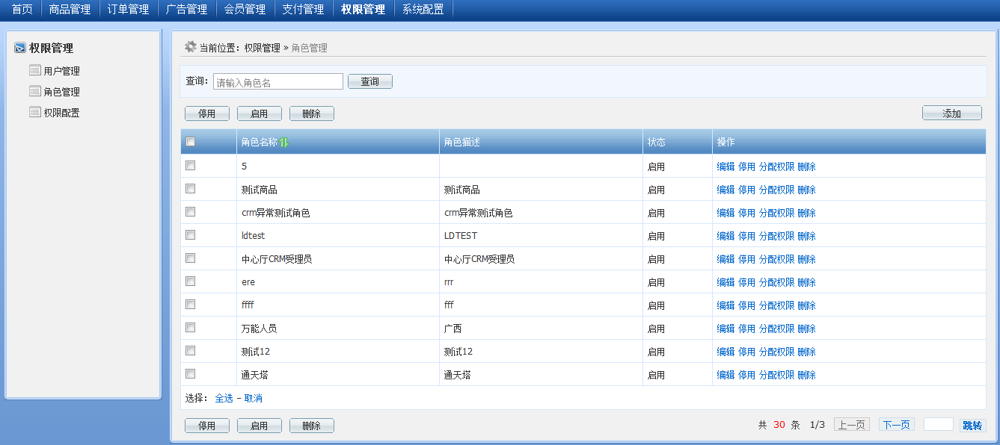 首页 商品管理 订单管理 广告管理 会员管理 支付管理 权限管理 系统配置
权限管理
用户管理
角色管理
权限配置
当前位置：权限管理 » 角色管理
查询： 请输入角色名 查询
停用 启用 删除 添加
角色名称 角色描述 状态 操作
5 启用 编辑 停用 分配权限 删除
测试商品 测试商品 启用 编辑 停用 分配权限 删除
crm异常测试角色 crm异常测试角色 启用 编辑 停用 分配权限 删除
ldtest LDTEST 启用 编辑 停用 分配权限 删除
中心厅CRM受理员 中心厅CRM受理员 启用 编辑 停用 分配权限 删除
ere rrr 启用 编辑 停用 分配权限 删除
ffff fff 启用 编辑 停用 分配权限 删除
万能人员 广西 启用 编辑 停用 分配权限 删除
测试12 测试12 启用 编辑 停用 分配权限 删除
通天塔 通天塔 启用 编辑 停用 分配权限 删除
选择： 全选 - 取消
停用 启用 删除 共 30 条 1/3 上一页 下一页 跳转